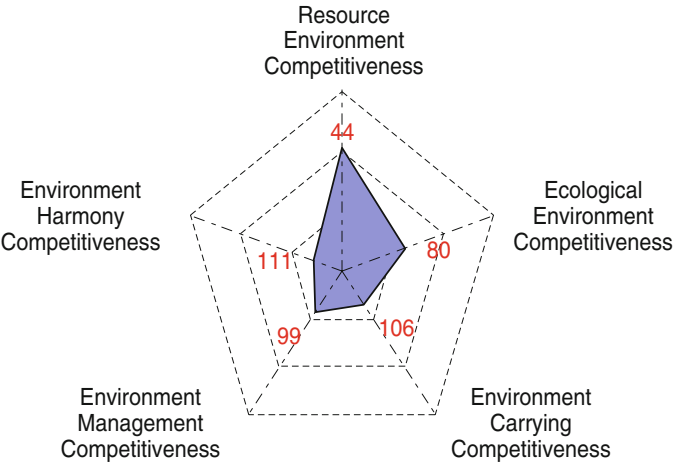 Resource
Environment
Competitiveness
44
Environment
Harmony
Competitiveness
Ecological
Environment
Competitiveness
111
80
99
106
Environment
Management
Competitiveness
Environment
Carrying
Competitiveness